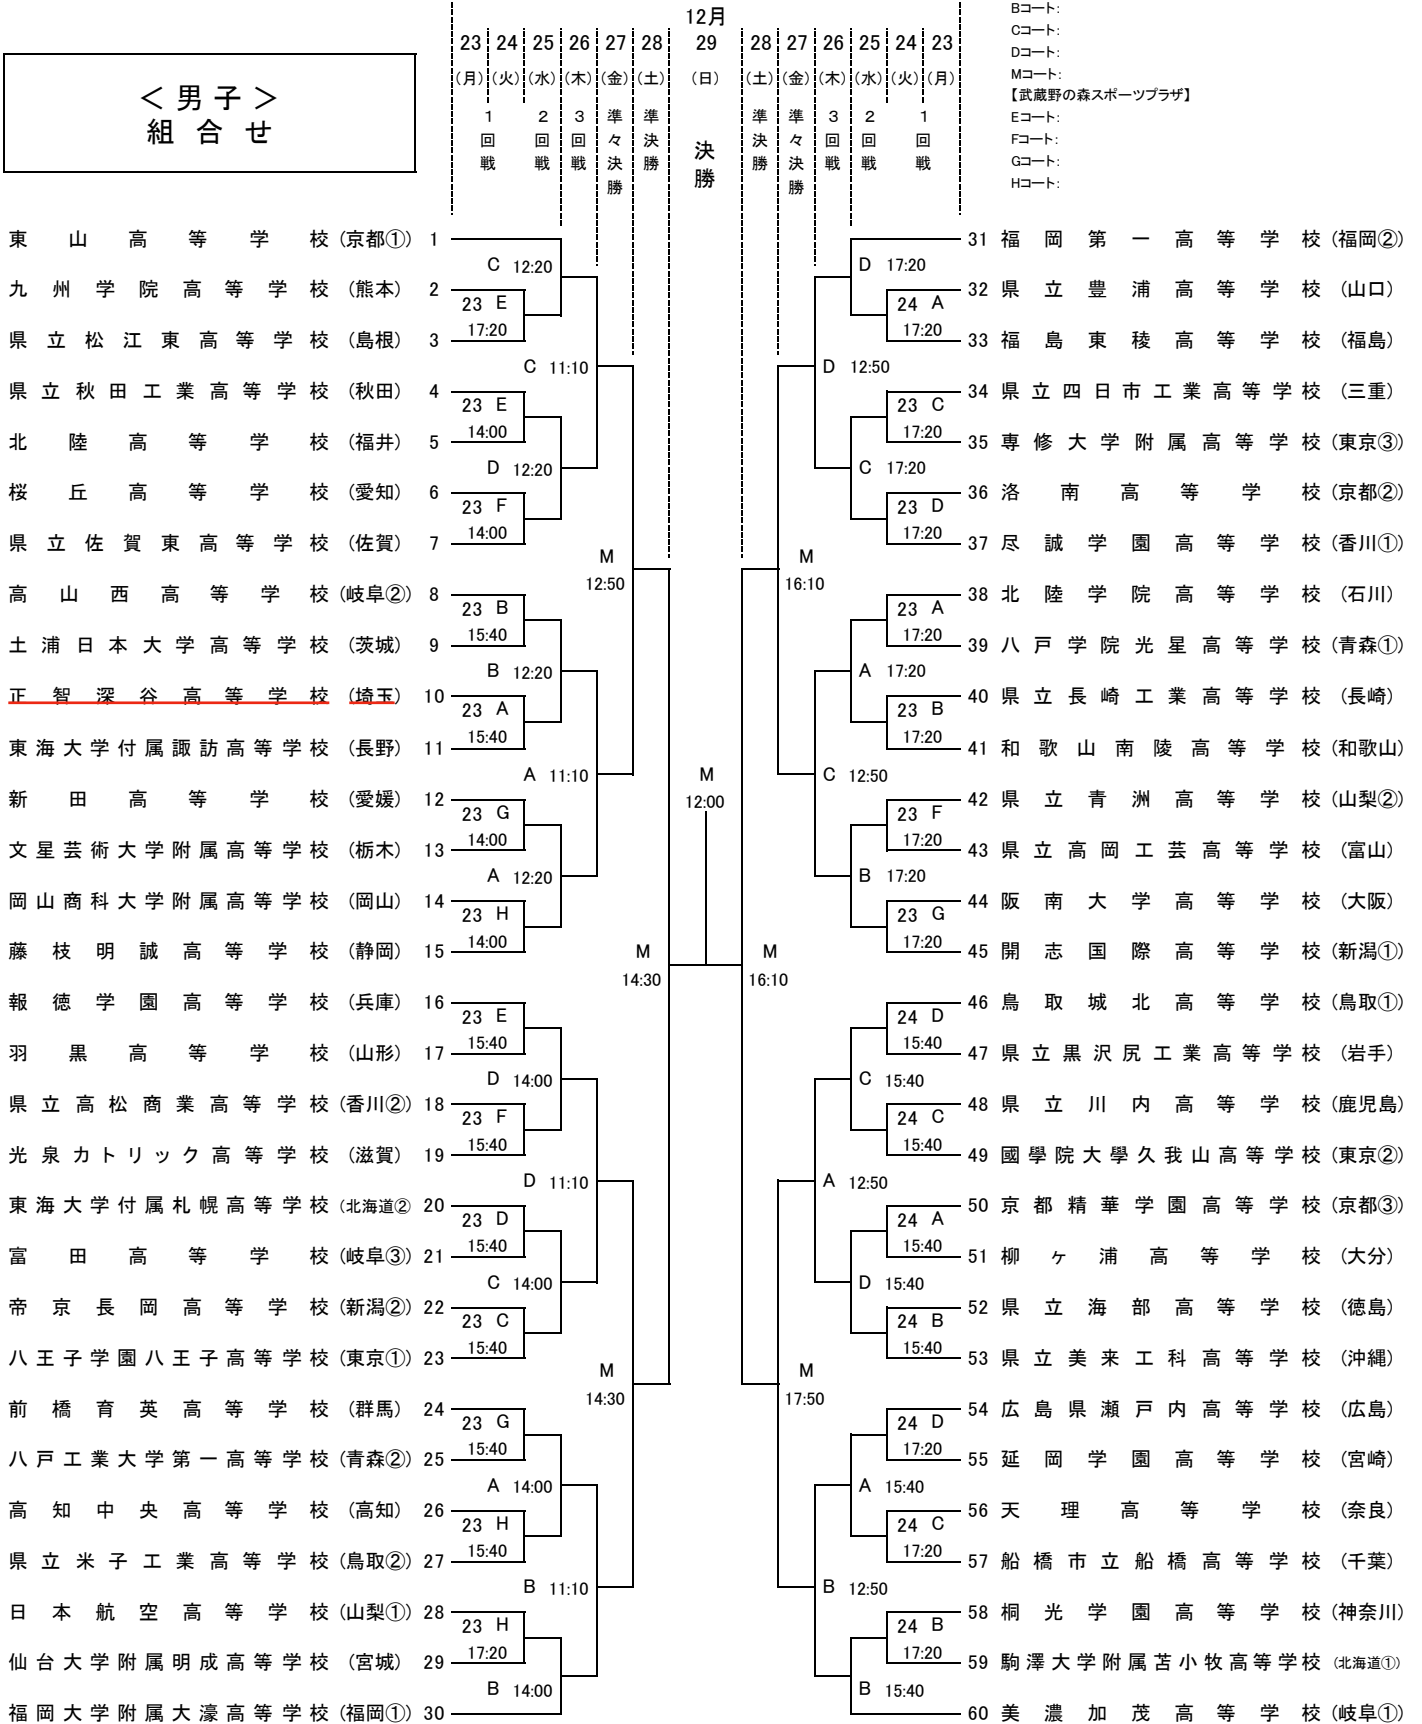 Bコート:
Cコート:
Dコート:
Mコート:
【武蔵野の森スポーツプラザ】
Eコート:
Fコート:
Gコート:
Hコート:
12月
23 24 25 26 27 28 29 28 27 26 25 24 23
(月) (火) (水) (木) (金) (土) (日) (土) (金) (木) (水) (火) (月)
1回戦 2回戦 3回戦 準々決勝 準決勝 決勝 準決勝 準々決勝 3回戦 2回戦 1回戦
＜男子＞
組合せ
東山高等学校 (京都①) 1
C 12:20
九州学院高等学校 (熊本) 2
23 E
17:20
県立松江東高等学校 (島根) 3
C 11:10
県立秋田工業高等学校 (秋田) 4
23 E
14:00
北陸高等学校 (福井) 5
D 12:20
桜丘高等学校 (愛知) 6
23 F
14:00
県立佐賀東高等学校 (佐賀) 7
M
12:50
高山西高等学校 (岐阜②) 8
23 B
15:40
土浦日本大学高等学校 (茨城) 9
B 12:20
正智深谷高等学校 (埼玉) 10
23 A
15:40
東海大学付属諏訪高等学校 (長野) 11
A 11:10
新田高等学校 (愛媛) 12
23 G
14:00
文星芸術大学附属高等学校 (栃木) 13
A 12:20
岡山商科大学附属高等学校 (岡山) 14
23 H
14:00
藤枝明誠高等学校 (静岡) 15
M
14:30
報徳学園高等学校 (兵庫) 16
23 E
15:40
羽黒高等学校 (山形) 17
D 14:00
県立高松商業高等学校 (香川②) 18
23 F
15:40
光泉カトリック高等学校 (滋賀) 19
D 11:10
東海大学付属札幌高等学校 (北海道② 20
23 D
15:40
富田高等学校 (岐阜③) 21
C 14:00
帝京長岡高等学校 (新潟②) 22
23 C
15:40
八王子学園八王子高等学校 (東京①) 23
M
14:30
前橋育英高等学校 (群馬) 24
23 G
15:40
八戸工業大学第一高等学校 (青森②) 25
A 14:00
高知中央高等学校 (高知) 26
23 H
15:40
県立米子工業高等学校 (鳥取②) 27
B 11:10
日本航空高等学校 (山梨①) 28
23 H
17:20
仙台大学附属明成高等学校 (宮城) 29
B 14:00
福岡大学附属大濠高等学校 (福岡①) 30
M
12:00
31 福岡第一高等学校 (福岡②)
D 17:20
32 県立豊浦高等学校 (山口)
24 A
17:20
33 福島東稜高等学校 (福島)
D 12:50
34 県立四日市工業高等学校 (三重)
23 C
17:20
35 専修大学附属高等学校 (東京③)
C 17:20
36 洛南高等学校 (京都②)
23 D
17:20
37 尽誠学園高等学校 (香川①)
M
16:10
38 北陸学院高等学校 (石川)
23 A
17:20
39 八戸学院光星高等学校 (青森①)
A 17:20
40 県立長崎工業高等学校 (長崎)
23 B
17:20
41 和歌山南陵高等学校 (和歌山)
C 12:50
42 県立青洲高等学校 (山梨②)
23 F
17:20
43 県立高岡工芸高等学校 (富山)
B 17:20
44 阪南大学高等学校 (大阪)
23 G
17:20
45 開志国際高等学校 (新潟①)
M
16:10
46 鳥取城北高等学校 (鳥取①)
24 D
15:40
47 県立黒沢尻工業高等学校 (岩手)
C 15:40
48 県立川内高等学校 (鹿児島)
24 C
15:40
49 國學院大學久我山高等学校 (東京②)
A 12:50
50 京都精華学園高等学校 (京都③)
24 A
15:40
51 柳ヶ浦高等学校 (大分)
D 15:40
52 県立海部高等学校 (徳島)
24 B
15:40
53 県立美来工科高等学校 (沖縄)
M
17:50
54 広島県瀬戸内高等学校 (広島)
24 D
17:20
55 延岡学園高等学校 (宮崎)
A 15:40
56 天理高等学校 (奈良)
24 C
17:20
57 船橋市立船橋高等学校 (千葉)
B 12:50
58 桐光学園高等学校 (神奈川)
24 B
17:20
59 駒澤大学附属苫小牧高等学校 (北海道①)
B 15:40
60 美濃加茂高等学校 (岐阜①)